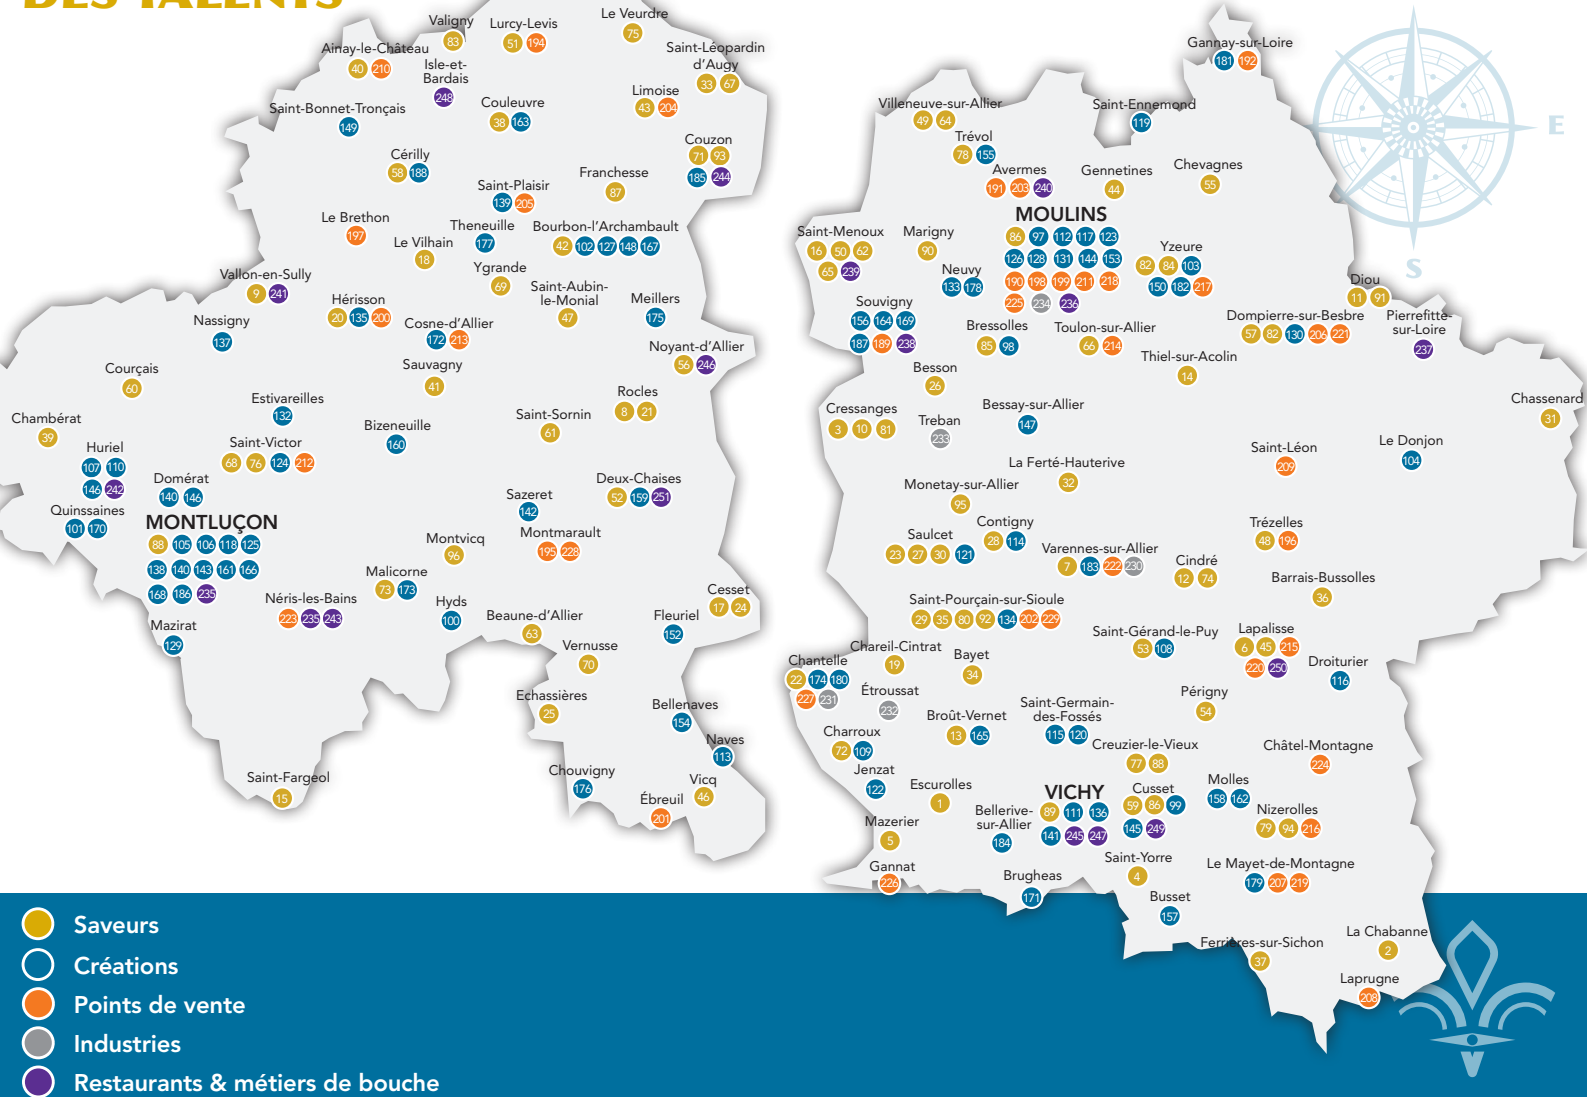 DES TALENTS
Valigny
83
Lurcy-Levis
51 194
Le Veurdre
75
Ainay-le-Château
40 210
Isle-et-
Bardais
248
Saint-Léopardin
d'Augy
33 67
Limoise
43 204
Saint-Bonnet-Tronçais
149
Couleuvre
38 163
Couzon
71 93
185 244
Cérilly
58 188
Franchesse
87
Saint-Plaisir
139 205
Le Brethon
197
Le Vilhain
18
Theneuille
177
Bourbon-l'Archambault
42 102 127 148 167
Vallon-en-Sully
9 241
Ygrande
69
Saint-Aubin-
le-Monial
47
Meillers
175
Hérisson
20 135 200
Nassigny
137
Cosne-d'Allier
172 213
Noyant-d'Allier
56 246
Courçais
60
Sauvagny
41
Rocles
8 21
Estivareilles
132
Chambérat
39
Bizeneuille
160
Saint-Sornin
61
Huriel
107 110
146 242
Saint-Victor
68 76 124 212
Domérat
140 146
Deux-Chaises
52 159 251
Sazeret
142
Quinssaines
101 170
MONTLUÇON
88 105 106 118 125
138 140 143 161 166
168 186 235
Montvicq
96
Montmarault
195 228
Malicorne
73 173
Néris-les-Bains
223 235 243
Hyds
100
Cesset
17 24
Beaune-d'Allier
63
Fleuriel
152
Mazirat
129
Vernusse
70
Echassières
25
Bellenaves
154
Naves
113
Saint-Fargeol
15
Chouvigny
176
Vicq
46
Ébreuil
201
Gannay-sur-Loire
181 192
Villeneuve-sur-Allier
49 64
Saint-Ennemond
119
E
Trévol
78 155
Avermes
191 203 240
Gennetines
44
Chevagnes
55
MOULINS
86 97 112 117 123
126 128 131 144 153
190 198 199 211 218
225 234 236
Saint-Menoux
16 50 62
65 239
Marigny
90
Neuvy
133 178
Yzeure
82 84 103
150 182 217
S
Diou
11 91
Souvigny
156 164 169
187 189 238
Bressolles
85 98
Toulon-sur-Allier
66 214
Dompierre-sur-Besbre
57 82 130 206 221
Pierrefitte-
sur-Loire
237
Besson
26
Thiel-sur-Acolin
14
Chassenard
31
Cressanges
3 10 81
Treban
233
Bessay-sur-Allier
147
Saint-Léon
209
Le Donjon
104
La Ferté-Hauterive
32
Monetay-sur-Allier
95
Contigny
28 114
Trézelles
48 196
Saulcet
23 27 30 121
Varennes-sur-Allier
7 183 222 230
Cindré
12 74
Barrais-Bussolles
36
Saint-Pourçain-sur-Sioule
29 35 80 92 134 202 229
Saint-Gérand-le-Puy
53 108
Lapalisse
6 45 215
220 250
Droiturier
116
Chareil-Cintrat
19
Chantelle
22 174 180
227 231
Bayet
34
Étroussat
232
Périgny
54
Broût-Vernet
13 165
Saint-Germain-
des-Fossés
115 120
Charroux
72 109
Creuzier-le-Vieux
77 88
Châtel-Montagne
224
Jenzat
122
Escurolles
1
VICHY
89 111 136
141 245 247
Cusset
59 86 99
145 249
Molles
158 162
Bellerive-
sur-Allier
184
Nizerolles
79 94 216
Mazerier
5
Gannat
226
Saint-Yorre
4
Le Mayet-de-Montagne
179 207 219
Brugheas
171
Busset
157
Ferrières-sur-Sichon
37
La Chabanne
2
Laprugne
208
Saveurs
Créations
Points de vente
Industries
Restaurants & métiers de bouche